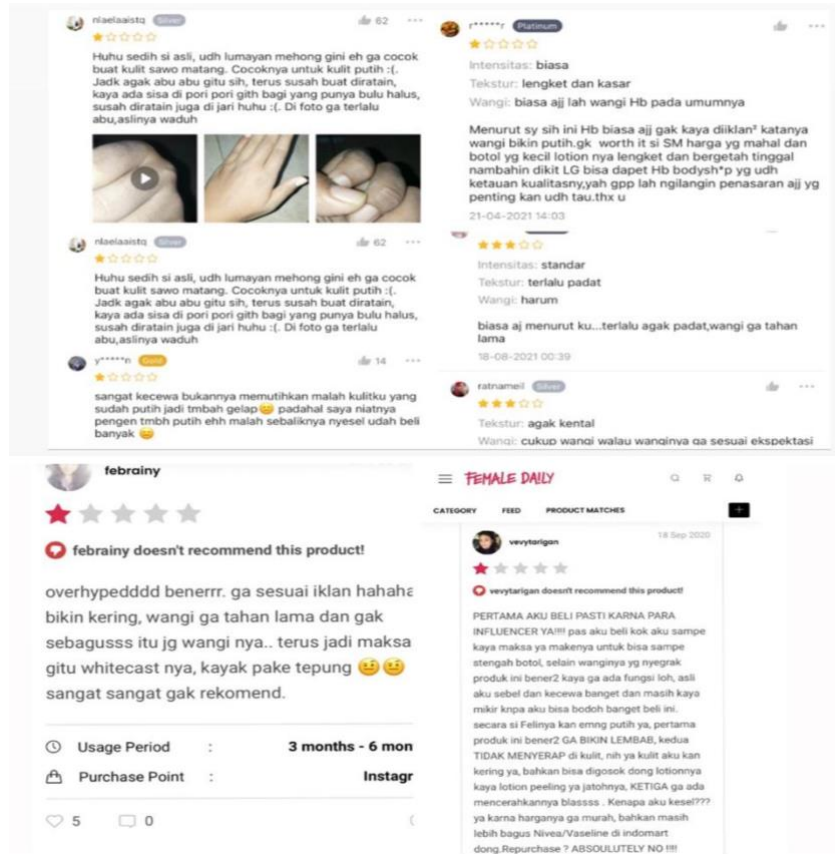 nlaelaaistq Silver 62
Huhu sedih si asli, udh lumayan mehong gini eh ga cocok
buat kulit sawo matang. Cocoknya untuk kulit putih :(.
Jadk agak abu abu gitu sih, terus susah buat diratain,
kaya ada sisa di pori pori gith bagi yang punya bulu halus,
susah diratain juga di jari huhu :(. Di foto ga terlalu
abu,aslinya waduh
nlaelaaistq Silver 62
Huhu sedih si asli, udh lumayan mehong gini eh ga cocok
buat kulit sawo matang. Cocoknya untuk kulit putih :(.
Jadk agak abu abu gitu sih, terus susah buat diratain,
kaya ada sisa di pori pori gith bagi yang punya bulu halus,
susah diratain juga di jari huhu :(. Di foto ga terlalu
abu,aslinya waduh
y*****n Gold 14
sangat kecewa bukannya memutihkan malah kulitku yang
sudah putih jadi tmbah gelap😑 padahal saya niatnya
pengen tmbh putih ehh malah sebaliknya nyesel udah beli
banyak 😑
r*****r Platinum
Intensitas: biasa
Tekstur: lengket dan kasar
Wangi: biasa ajj lah wangi Hb pada umumnya
Menurut sy sih ini Hb biasa ajj gak kaya diiklan² katanya
wangi bikin putih.gk worth it si SM harga yg mahal dan
botol yg kecil lotion nya lengket dan bergetah tinggal
nambahin dikit LG bisa dapet Hb bodysh*p yg udh
ketauan kualitasny,yah gpp lah ngilangin penasaran ajj yg
penting kan udh tau.thx u
21-04-2021 14:03
Intensitas: standar
Tekstur: terlalu padat
Wangi: harum
biasa aj menurut ku...terlalu agak padat,wangi ga tahan
lama
18-08-2021 00:39
ratnameil Silver
Tekstur: agak kental
Wangi: cukup wangi walau wanginya ga sesuai ekspektasi
febrainy
febrainy doesn't recommend this product!
overhypedddd benerrr. ga sesuai iklan hahaha
bikin kering, wangi ga tahan lama dan gak
sebagusss itu jg wangi nya.. terus jadi maksa
gitu whitecast nya, kayak pake tepung 🤨🤨
sangat sangat gak rekomend.
Usage Period : 3 months - 6 mon
Purchase Point : Instagr
5 0
FEMALE DAILY
CATEGORY FEED PRODUCT MATCHES
vevytarigan 18 Sep 2020
vevytarigan doesn't recommend this product!
PERTAMA AKU BELI PASTI KARNA PARA
INFLUENCER YA!!!! pas aku beli kok aku sampe
kaya maksa ya makenya untuk bisa sampe
stengah botol, selain wanginya yg nyegrak
produk ini bener2 kaya ga ada fungsi loh, asli
aku sebel dan kecewa banget dan masih kaya
mikir knpa aku bisa bodoh banget beli ini.
secara si Felinya kan emng putih ya, pertama
produk ini bener2 GA BIKIN LEMBAB, kedua
TIDAK MENYERAP di kulit, nih ya kulit aku kan
kering ya, bahkan bisa digosok dong lotionnya
kaya lotion peeling ya jatohnya, KETIGA ga ada
mencerahkannya blassss . Kenapa aku kesel???
ya karna harganya ga murah, bahkan masih
lebih bagus Nivea/Vaseline di indomart
dong.Repurchase ? ABSOLUTELY NO !!!!